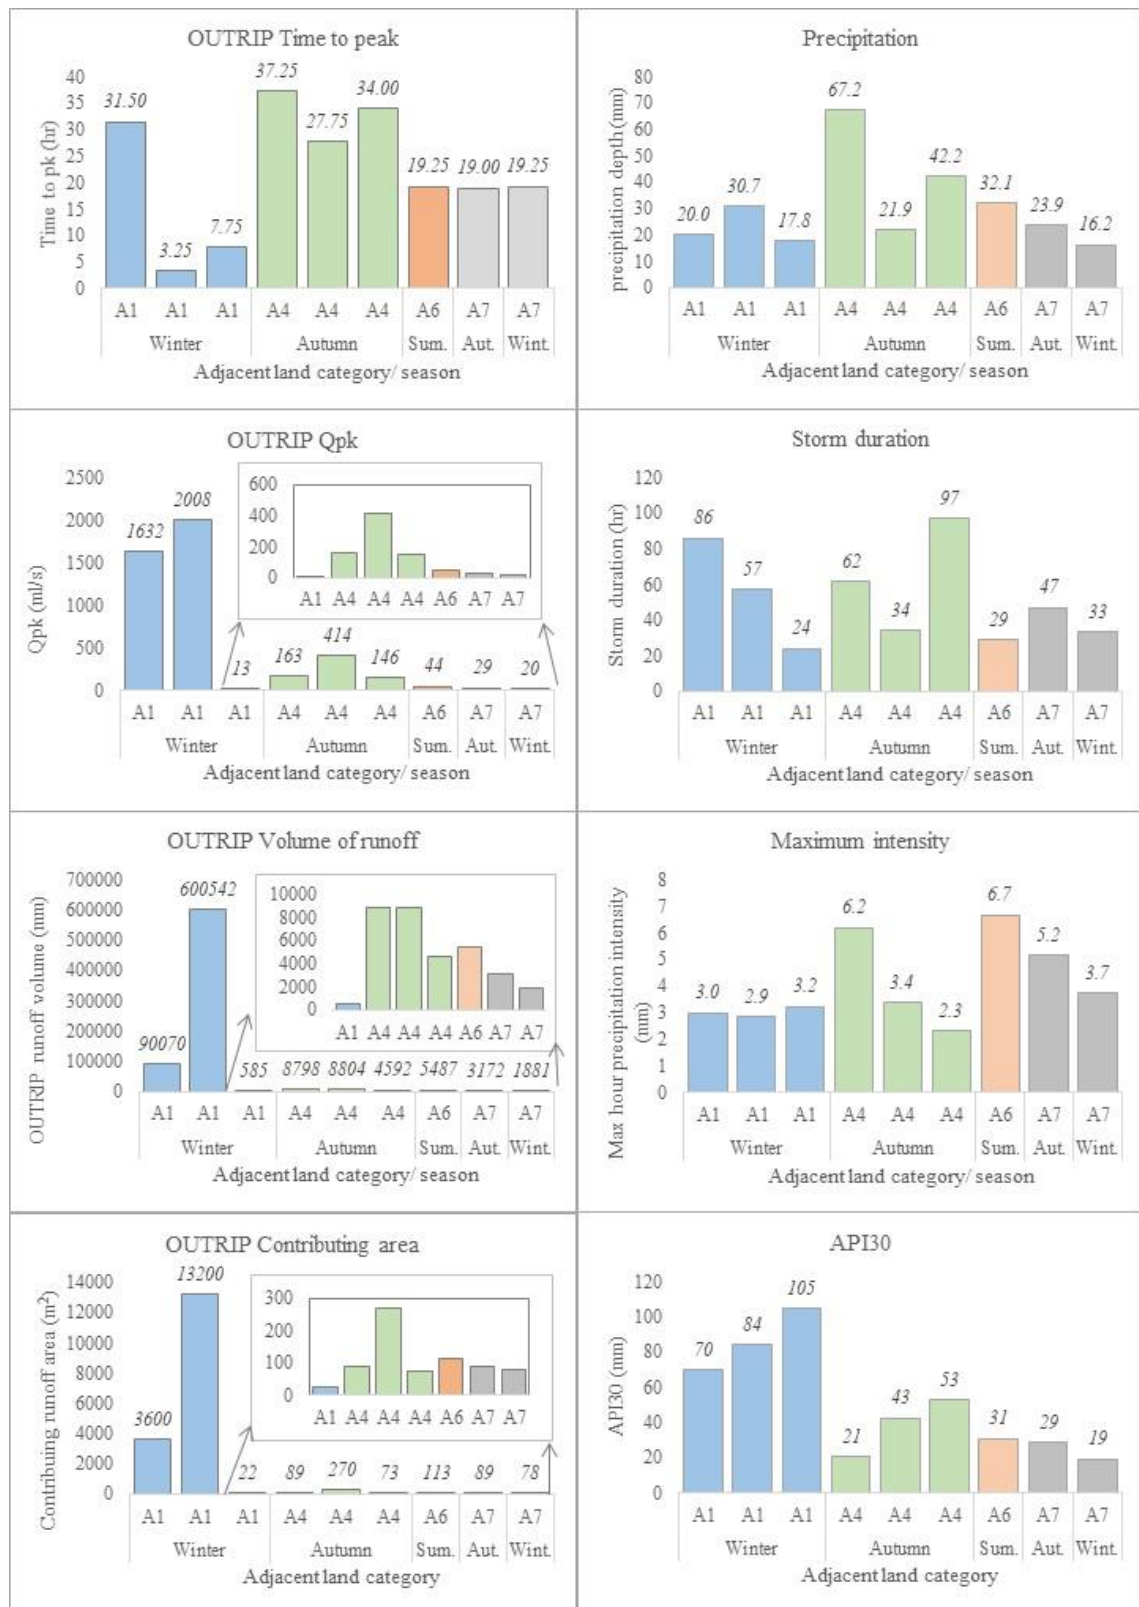 OUTRIP Time to peak
Time to pk (hr)
40
35
30
25
20
15
10
5
0
31.50 3.25 7.75 37.25 27.75 34.00 19.25 19.00 19.25
A1 A1 A1 A4 A4 A4 A6 A7 A7
Winter Autumn Sum. Aut. Wint.
Adjacent land category/ season
Precipitation
precipitation depth (mm)
80
70
60
50
40
30
20
10
0
20.0 30.7 17.8 67.2 21.9 42.2 32.1 23.9 16.2
A1 A1 A1 A4 A4 A4 A6 A7 A7
Winter Autumn Sum. Aut. Wint.
Adjacent land category/ season
OUTRIP Qpk
Qpk (ml/s)
2500
2000
1500
1000
500
0
1632 2008 13 163 414 146 44 29 20
600
400
200
0
A1 A4 A4 A4 A6 A7 A7
A1 A1 A1 A4 A4 A4 A6 A7 A7
Winter Autumn Sum. Aut. Wint.
Adjacent land category/ season
Storm duration
Storm duration (hr)
120
100
80
60
40
20
0
86 57 24 62 34 97 29 47 33
A1 A1 A1 A4 A4 A4 A6 A7 A7
Winter Autumn Sum. Aut. Wint.
Adjacent land category/ season
OUTRIP Volume of runoff
OUTRIP runoff volume (mm)
700000
600000
500000
400000
300000
200000
100000
0
90070 600542 585 8798 8804 4592 5487 3172 1881
10000
8000
6000
4000
2000
0
A1 A4 A4 A4 A6 A7 A7
A1 A1 A1 A4 A4 A4 A6 A7 A7
Winter Autumn Sum. Aut. Wint.
Adjacent land category/ season
Maximum intensity
Max hour precipitation intensity
(mm)
8
7
6
5
4
3
2
1
0
3.0 2.9 3.2 6.2 3.4 2.3 6.7 5.2 3.7
A1 A1 A1 A4 A4 A4 A6 A7 A7
Winter Autumn Sum. Aut. Wint.
Adjacent land category/ season
OUTRIP Contributing area
Contribuing runoff area (m²)
14000
12000
10000
8000
6000
4000
2000
0
3600 13200 22 89 270 73 113 89 78
300
200
100
0
A1 A4 A4 A4 A6 A7 A7
A1 A1 A1 A4 A4 A4 A6 A7 A7
Winter Autumn Sum. Aut. Wint.
Adjacent land category
API30
API30 (mm)
120
100
80
60
40
20
0
70 84 105 21 43 53 31 29 19
A1 A1 A1 A4 A4 A4 A6 A7 A7
Winter Autumn Sum. Aut. Wint.
Adjacent land category